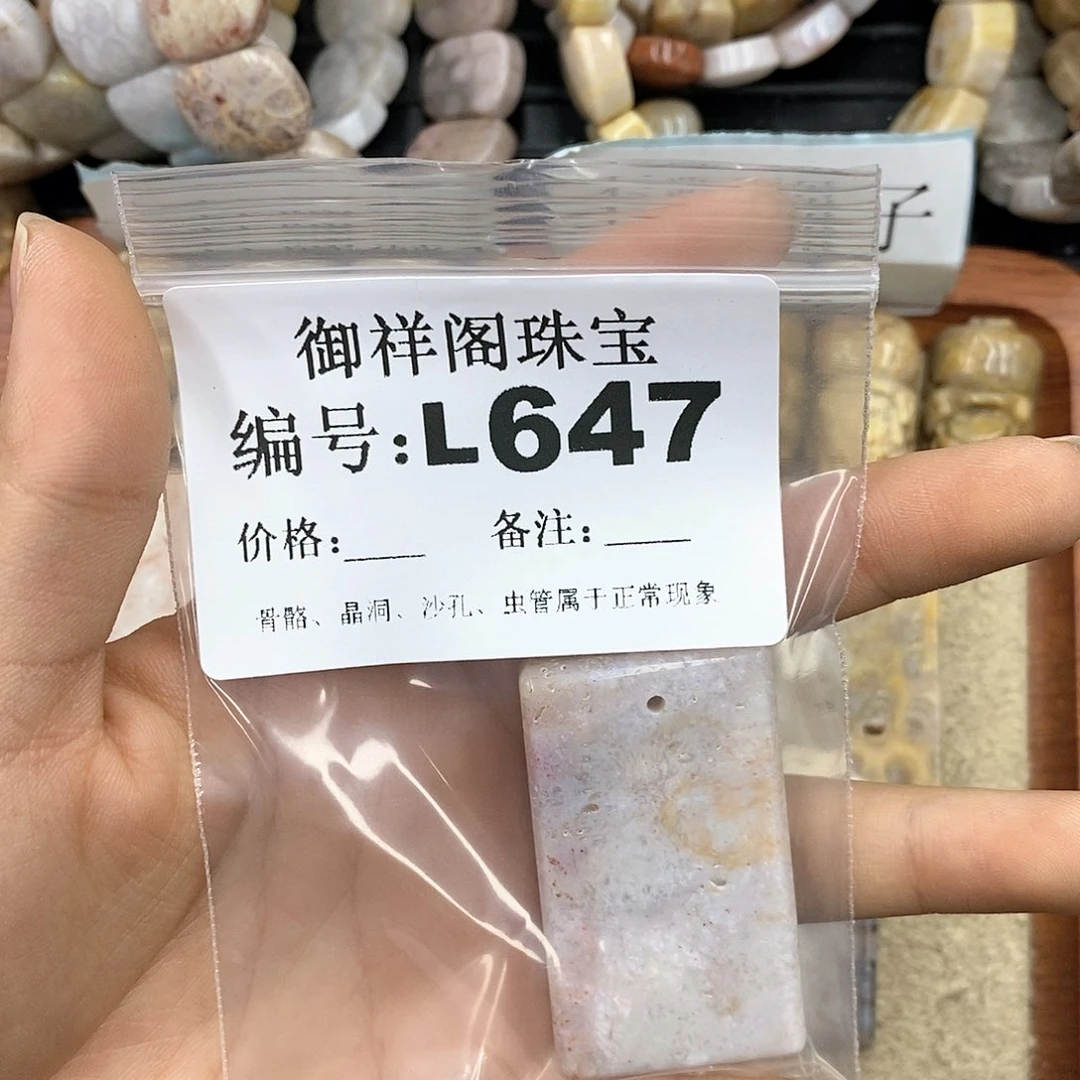 御祥阁珠宝
编号:L647
价格:____ 备注:____
骨骼、晶洞、沙孔、虫管属于正常现象
子